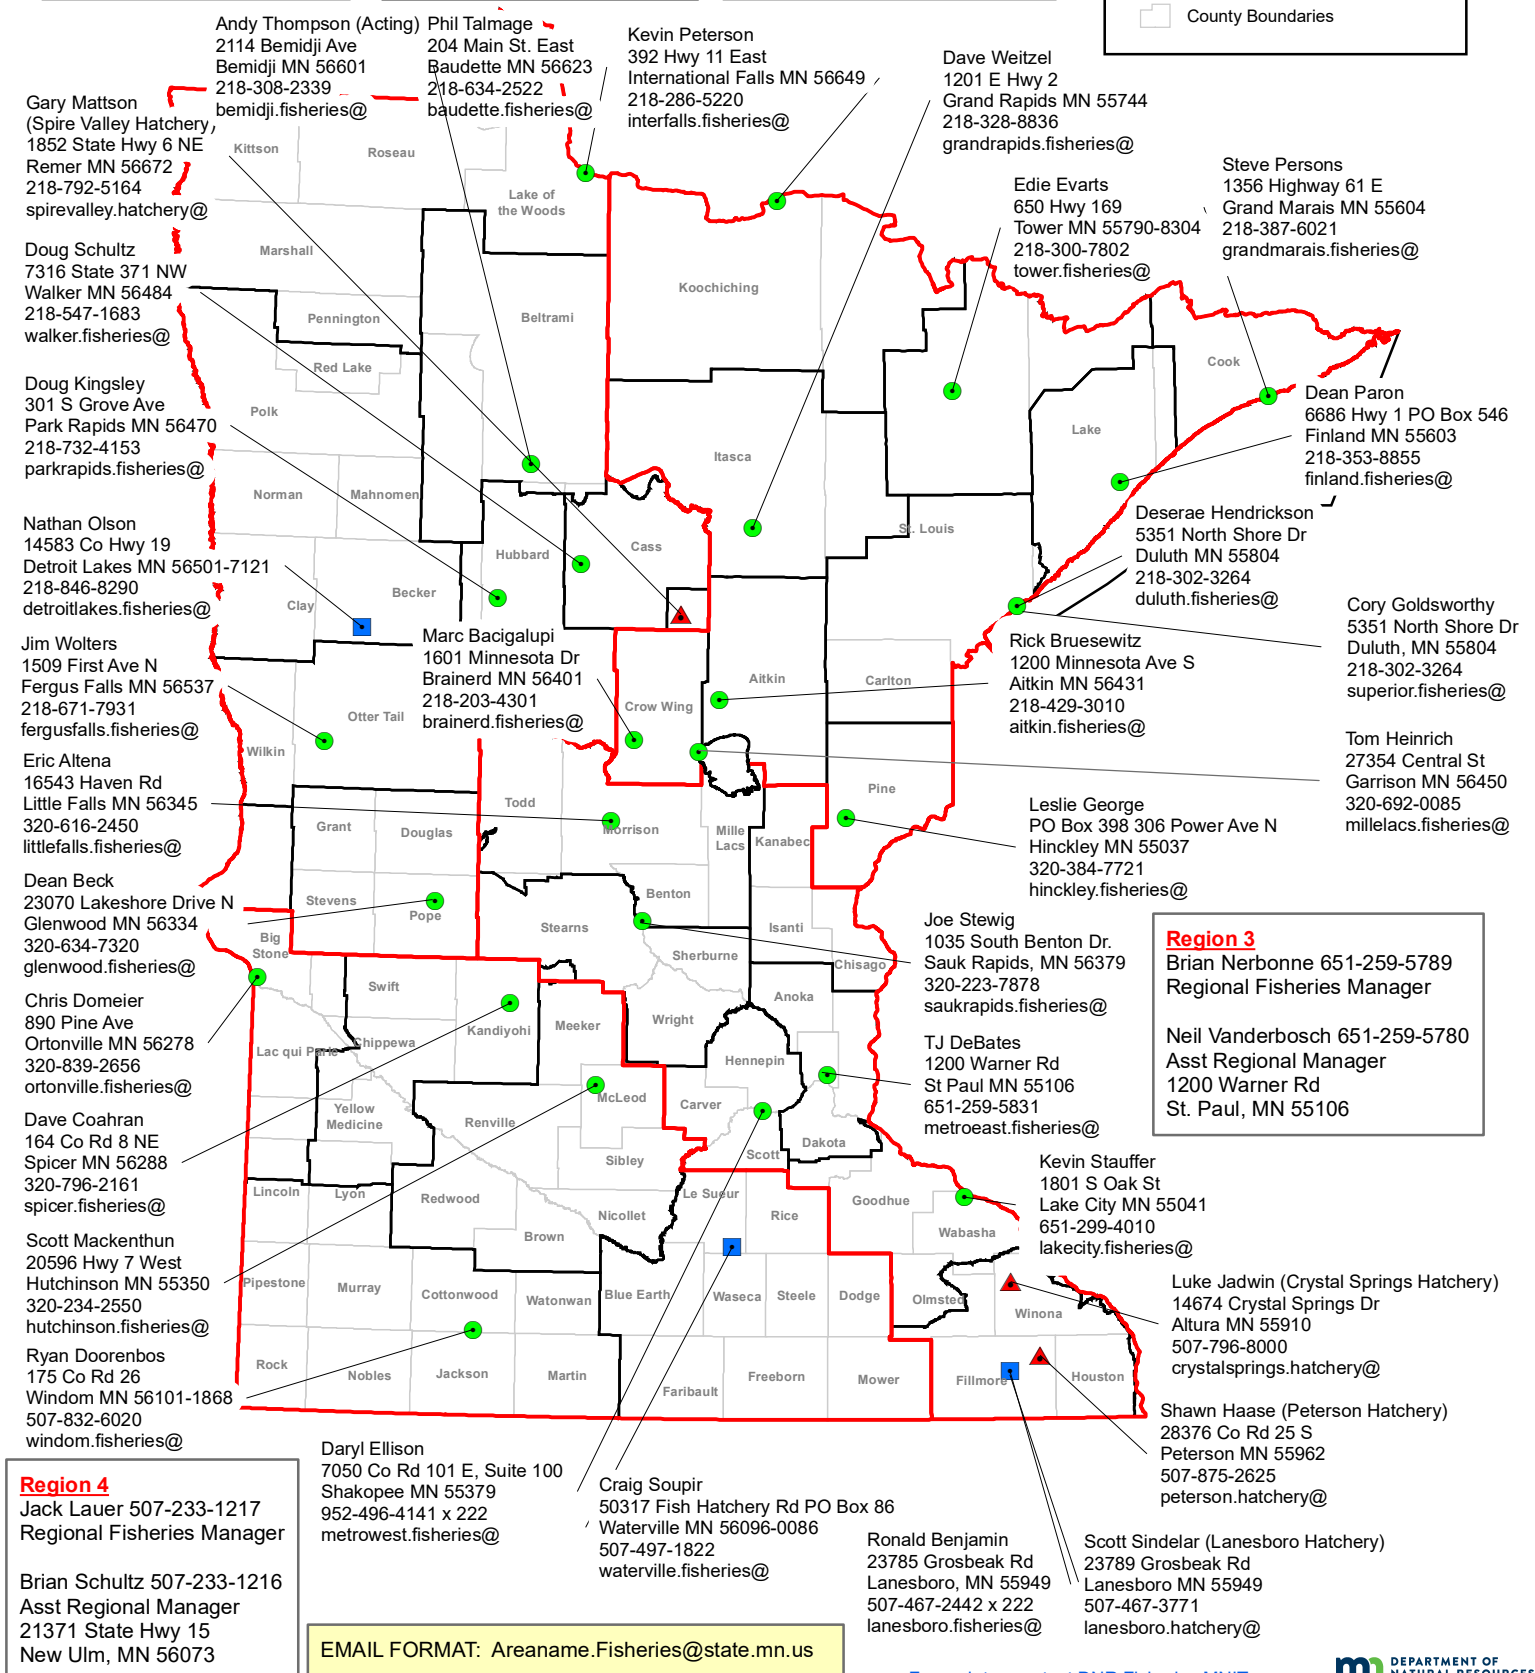 County Boundaries
Andy Thompson (Acting)
2114 Bemidji Ave
Bemidji MN 56601
218-308-2339
bemidji.fisheries@
Phil Talmage
204 Main St. East
Baudette MN 56623
218-634-2522
baudette.fisheries@
Kevin Peterson
392 Hwy 11 East
International Falls MN 56649
218-286-5220
interfalls.fisheries@
Dave Weitzel
1201 E Hwy 2
Grand Rapids MN 55744
218-328-8836
grandrapids.fisheries@
Gary Mattson
(Spire Valley Hatchery)
1852 State Hwy 6 NE
Remer MN 56672
218-792-5164
spirevalley.hatchery@
Steve Persons
1356 Highway 61 E
Grand Marais MN 55604
218-387-6021
grandmarais.fisheries@
Edie Evarts
650 Hwy 169
Tower MN 55790-8304
218-300-7802
tower.fisheries@
Doug Schultz
7316 State 371 NW
Walker MN 56484
218-547-1683
walker.fisheries@
Doug Kingsley
301 S Grove Ave
Park Rapids MN 56470
218-732-4153
parkrapids.fisheries@
Dean Paron
6686 Hwy 1 PO Box 546
Finland MN 55603
218-353-8855
finland.fisheries@
Nathan Olson
14583 Co Hwy 19
Detroit Lakes MN 56501-7121
218-846-8290
detroitlakes.fisheries@
Deserae Hendrickson
5351 North Shore Dr
Duluth MN 55804
218-302-3264
duluth.fisheries@
Cory Goldsworthy
5351 North Shore Dr
Duluth, MN 55804
218-302-3264
superior.fisheries@
Jim Wolters
1509 First Ave N
Fergus Falls MN 56537
218-671-7931
fergusfalls.fisheries@
Marc Bacigalupi
1601 Minnesota Dr
Brainerd MN 56401
218-203-4301
brainerd.fisheries@
Rick Bruesewitz
1200 Minnesota Ave S
Aitkin MN 56431
218-429-3010
aitkin.fisheries@
Tom Heinrich
27354 Central St
Garrison MN 56450
320-692-0085
millelacs.fisheries@
Eric Altena
16543 Haven Rd
Little Falls MN 56345
320-616-2450
littlefalls.fisheries@
Leslie George
PO Box 398 306 Power Ave N
Hinckley MN 55037
320-384-7721
hinckley.fisheries@
Dean Beck
23070 Lakeshore Drive N
Glenwood MN 56334
320-634-7320
glenwood.fisheries@
Joe Stewig
1035 South Benton Dr.
Sauk Rapids, MN 56379
320-223-7878
saukrapids.fisheries@
Region 3
Brian Nerbonne 651-259-5789
Regional Fisheries Manager
Neil Vanderbosch 651-259-5780
Asst Regional Manager
1200 Warner Rd
St. Paul, MN 55106
Chris Domeier
890 Pine Ave
Ortonville MN 56278
320-839-2656
ortonville.fisheries@
TJ DeBates
1200 Warner Rd
St Paul MN 55106
651-259-5831
metroeast.fisheries@
Dave Coahran
164 Co Rd 8 NE
Spicer MN 56288
320-796-2161
spicer.fisheries@
Kevin Stauffer
1801 S Oak St
Lake City MN 55041
651-299-4010
lakecity.fisheries@
Scott Mackenthun
20596 Hwy 7 West
Hutchinson MN 55350
320-234-2550
hutchinson.fisheries@
Luke Jadwin (Crystal Springs Hatchery)
14674 Crystal Springs Dr
Altura MN 55910
507-796-8000
crystalsprings.hatchery@
Ryan Doorenbos
175 Co Rd 26
Windom MN 56101-1868
507-832-6020
windom.fisheries@
Shawn Haase (Peterson Hatchery)
28376 Co Rd 25 S
Peterson MN 55962
507-875-2625
peterson.hatchery@
Daryl Ellison
7050 Co Rd 101 E, Suite 100
Shakopee MN 55379
952-496-4141 x 222
metrowest.fisheries@
Craig Soupir
50317 Fish Hatchery Rd PO Box 86
Waterville MN 56096-0086
507-497-1822
waterville.fisheries@
Ronald Benjamin
23785 Grosbeak Rd
Lanesboro, MN 55949
507-467-2442 x 222
lanesboro.fisheries@
Scott Sindelar (Lanesboro Hatchery)
23789 Grosbeak Rd
Lanesboro MN 55949
507-467-3771
lanesboro.hatchery@
Region 4
Jack Lauer 507-233-1217
Regional Fisheries Manager
Brian Schultz 507-233-1216
Asst Regional Manager
21371 State Hwy 15
New Ulm, MN 56073
EMAIL FORMAT: Areaname.Fisheries@state.mn.us
DEPARTMENT OF
NATURAL RESOURCES
Kittson
Roseau
Lake of
the Woods
Marshall
Koochiching
Pennington
Beltrami
Red Lake
Cook
Polk
Lake
Itasca
Norman
Mahnomen
St. Louis
Hubbard
Cass
Clay
Becker
Aitkin
Carlton
Crow Wing
Otter Tail
Wilkin
Pine
Todd
Grant
Douglas
Morrison
Mille
Lacs
Kanabec
Stevens
Pope
Benton
Stearns
Isanti
Big
Stone
Sherburne
Chisago
Swift
Anoka
Kandiyohi
Meeker
Wright
Chippewa
Lac qui Parle
Hennepin
McLeod
Carver
Yellow
Medicine
Renville
Dakota
Scott
Sibley
Lincoln
Lyon
Redwood
Le Sueur
Goodhue
Nicollet
Rice
Wabasha
Brown
Pipestone
Murray
Cottonwood
Watonwan
Blue Earth
Waseca
Steele
Dodge
Olmsted
Winona
Rock
Nobles
Jackson
Martin
Faribault
Freeborn
Mower
Fillmore
Houston